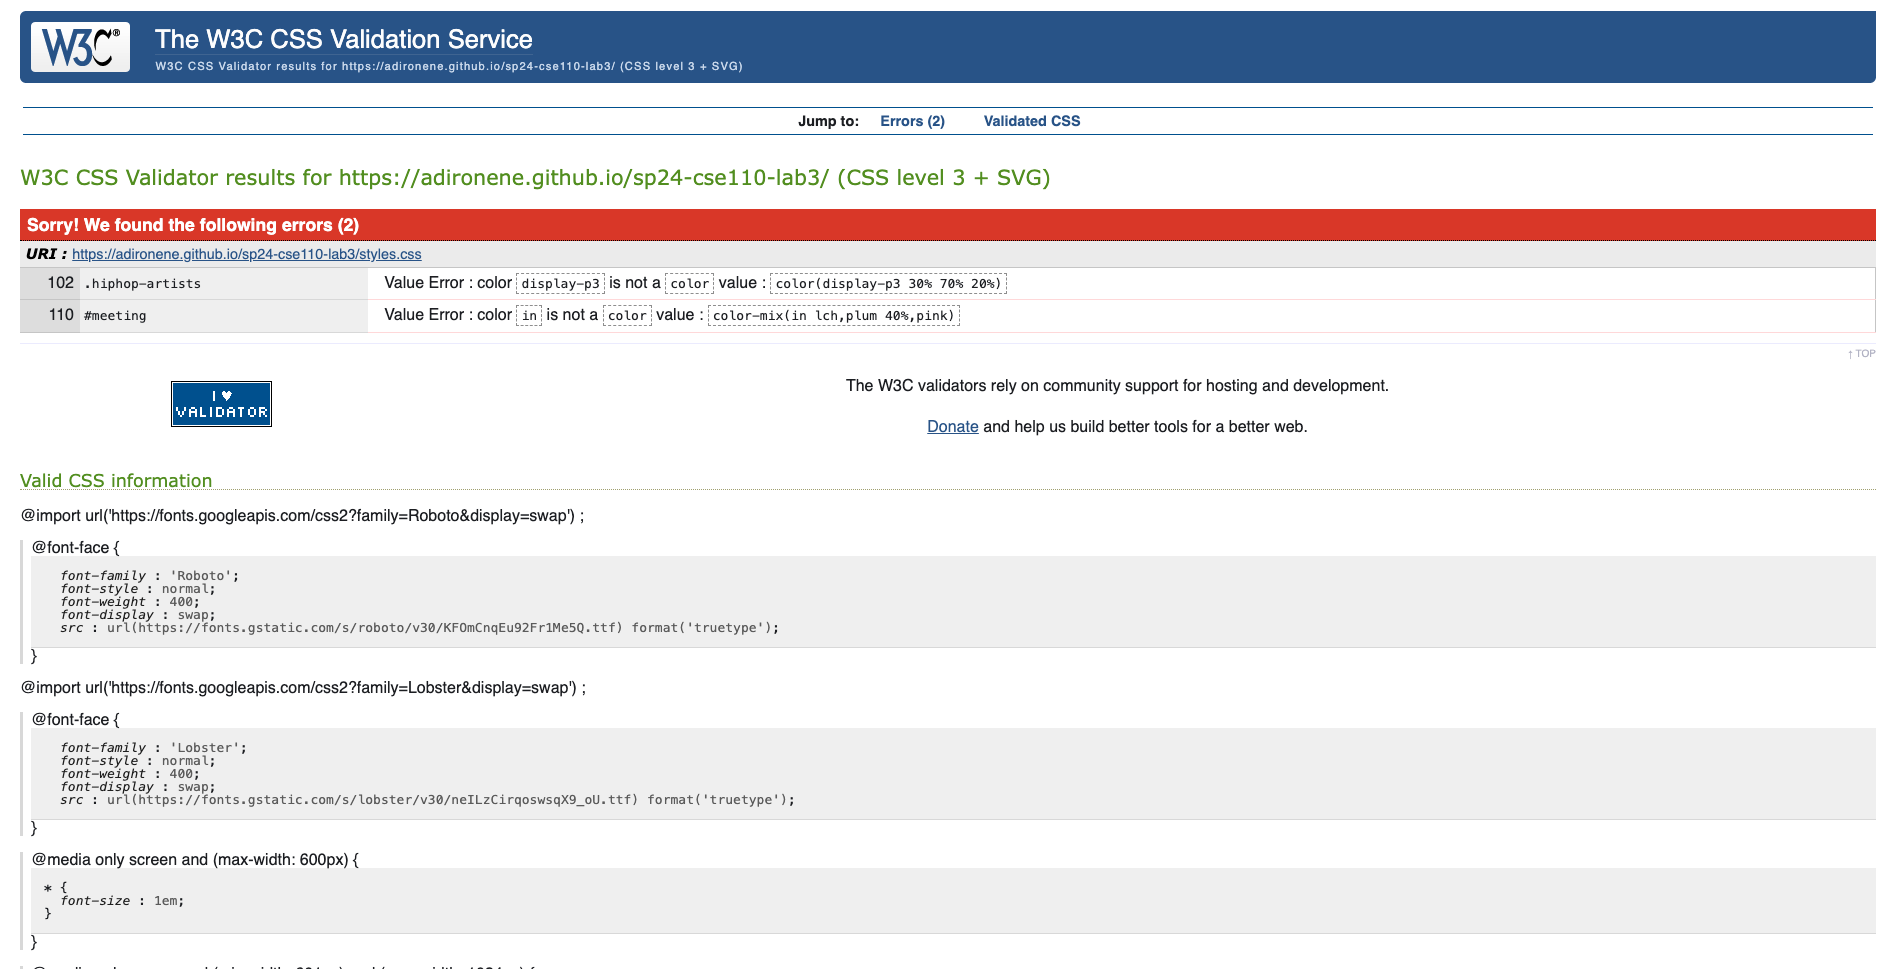 W3C®
The W3C CSS Validation Service
W3C CSS Validator results for https://adironene.github.io/sp24-cse110-lab3/ (CSS level 3 + SVG)
Jump to: Errors (2) Validated CSS
W3C CSS Validator results for https://adironene.github.io/sp24-cse110-lab3/ (CSS level 3 + SVG)
Sorry! We found the following errors (2)
URI : https://adironene.github.io/sp24-cse110-lab3/styles.css
102 .hiphop-artists Value Error : color display-p3 is not a color value : color(display-p3 30% 70% 20%)
110 #meeting Value Error : color in is not a color value : color-mix(in lch,plum 40%,pink)
↑ TOP
I ♥
VALIDATOR
The W3C validators rely on community support for hosting and development.
Donate and help us build better tools for a better web.
Valid CSS information
@import url('https://fonts.googleapis.com/css2?family=Roboto&display=swap') ;
@font-face {
font-family : 'Roboto';
font-style : normal;
font-weight : 400;
font-display : swap;
src : url(https://fonts.gstatic.com/s/roboto/v30/KFOmCnqEu92Fr1Me5Q.ttf) format('truetype');
}
@import url('https://fonts.googleapis.com/css2?family=Lobster&display=swap') ;
@font-face {
font-family : 'Lobster';
font-style : normal;
font-weight : 400;
font-display : swap;
src : url(https://fonts.gstatic.com/s/lobster/v30/neILzCirqoswsqX9_oU.ttf) format('truetype');
}
@media only screen and (max-width: 600px) {
* {
font-size : 1em;
}
}